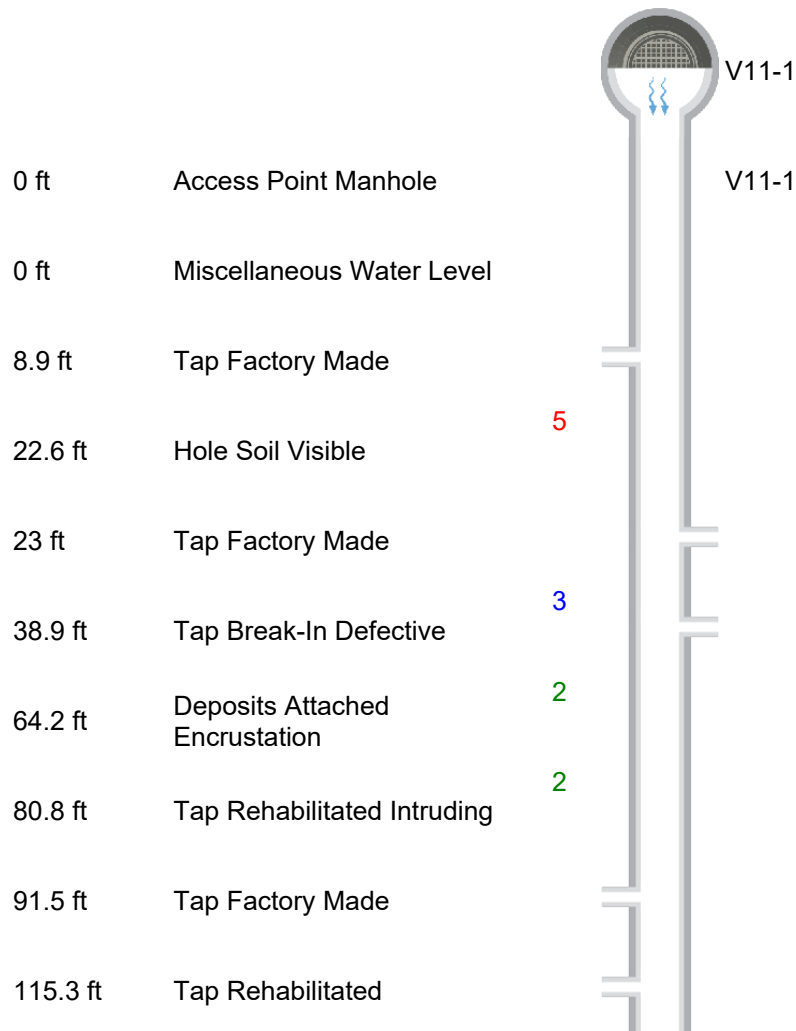 V11-1
0 ft Access Point Manhole V11-1
0 ft Miscellaneous Water Level
8.9 ft Tap Factory Made
5
22.6 ft Hole Soil Visible
23 ft Tap Factory Made
3
38.9 ft Tap Break-In Defective
2
64.2 ft Deposits Attached
Encrustation
2
80.8 ft Tap Rehabilitated Intruding
91.5 ft Tap Factory Made
115.3 ft Tap Rehabilitated